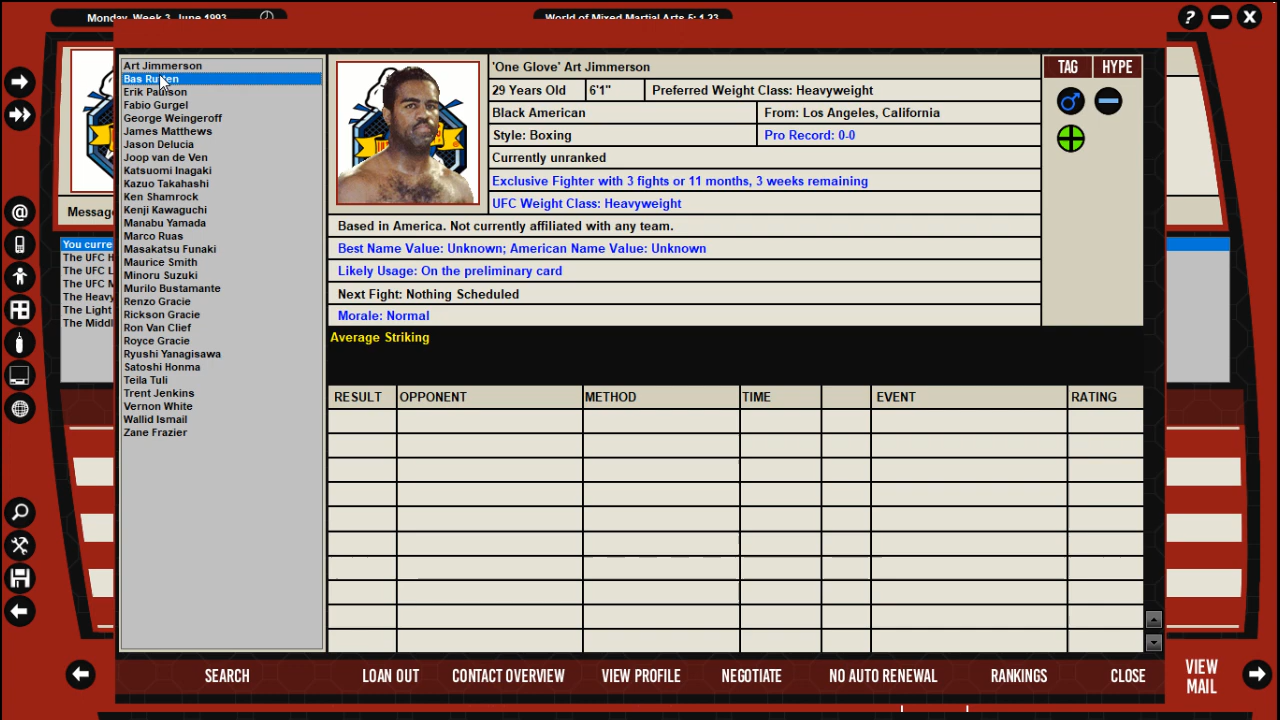 Monday, Week 3, June 1993
World of Mixed Martial Arts 5: 1.23
Message
You curre
The UFC H
The UFC L
The UFC M
The Heavy
The Light
The Middl
Art Jimmerson
Bas Rutten
Erik Paulson
Fabio Gurgel
George Weingeroff
James Matthews
Jason Delucia
Joop van de Ven
Katsuomi Inagaki
Kazuo Takahashi
Ken Shamrock
Kenji Kawaguchi
Manabu Yamada
Marco Ruas
Masakatsu Funaki
Maurice Smith
Minoru Suzuki
Murilo Bustamante
Renzo Gracie
Rickson Gracie
Ron Van Clief
Royce Gracie
Ryushi Yanagisawa
Satoshi Honma
Teila Tuli
Trent Jenkins
Vernon White
Wallid Ismail
Zane Frazier
'One Glove' Art Jimmerson
29 Years Old 6'1" Preferred Weight Class: Heavyweight
Black American From: Los Angeles, California
Style: Boxing Pro Record: 0-0
Currently unranked
Exclusive Fighter with 3 fights or 11 months, 3 weeks remaining
UFC Weight Class: Heavyweight
Based in America. Not currently affiliated with any team.
Best Name Value: Unknown; American Name Value: Unknown
Likely Usage: On the preliminary card
Next Fight: Nothing Scheduled
Morale: Normal
TAG HYPE
Average Striking
RESULT OPPONENT METHOD TIME EVENT RATING
SEARCH LOAN OUT CONTACT OVERVIEW VIEW PROFILE NEGOTIATE NO AUTO RENEWAL RANKINGS CLOSE
VIEW
MAIL